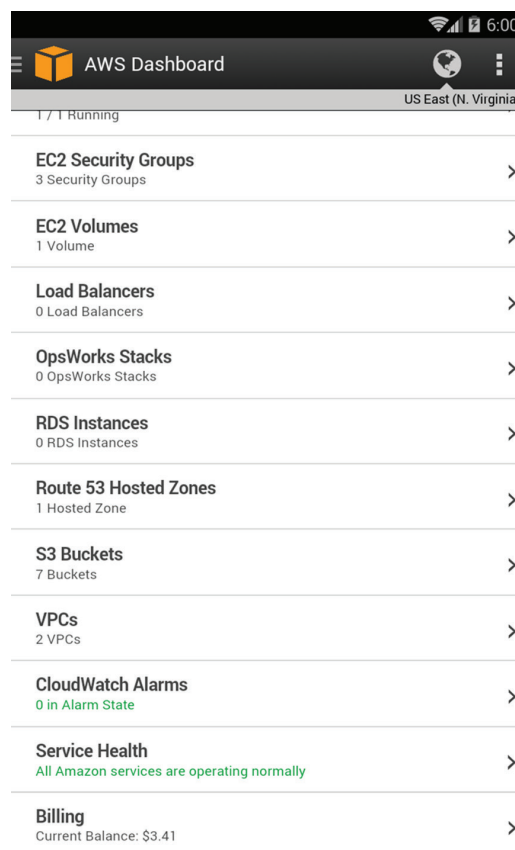 6:00
AWS Dashboard
US East (N. Virginia
1 / 1 Running
EC2 Security Groups
3 Security Groups
EC2 Volumes
1 Volume
Load Balancers
0 Load Balancers
OpsWorks Stacks
0 OpsWorks Stacks
RDS Instances
0 RDS Instances
Route 53 Hosted Zones
1 Hosted Zone
S3 Buckets
7 Buckets
VPCs
2 VPCs
CloudWatch Alarms
0 in Alarm State
Service Health
All Amazon services are operating normally
Billing
Current Balance: $3.41